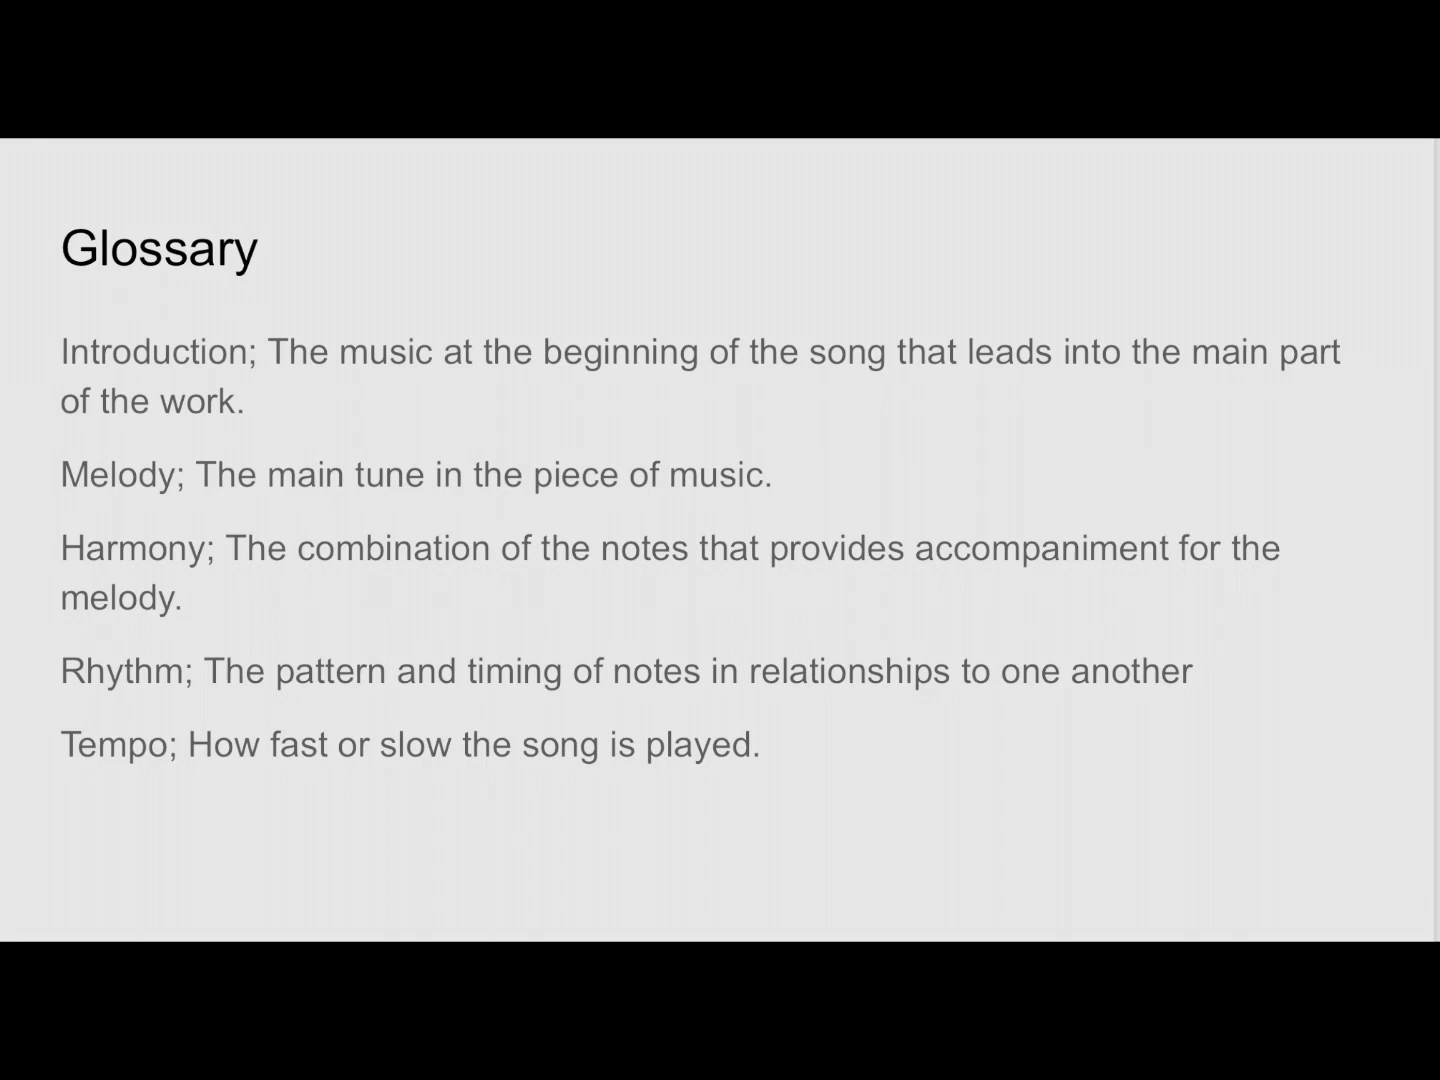 Glossary
Introduction; The music at the beginning of the song that leads into the main part
of the work.
Melody; The main tune in the piece of music.
Harmony; The combination of the notes that provides accompaniment for the
melody.
Rhythm; The pattern and timing of notes in relationships to one another
Tempo; How fast or slow the song is played.